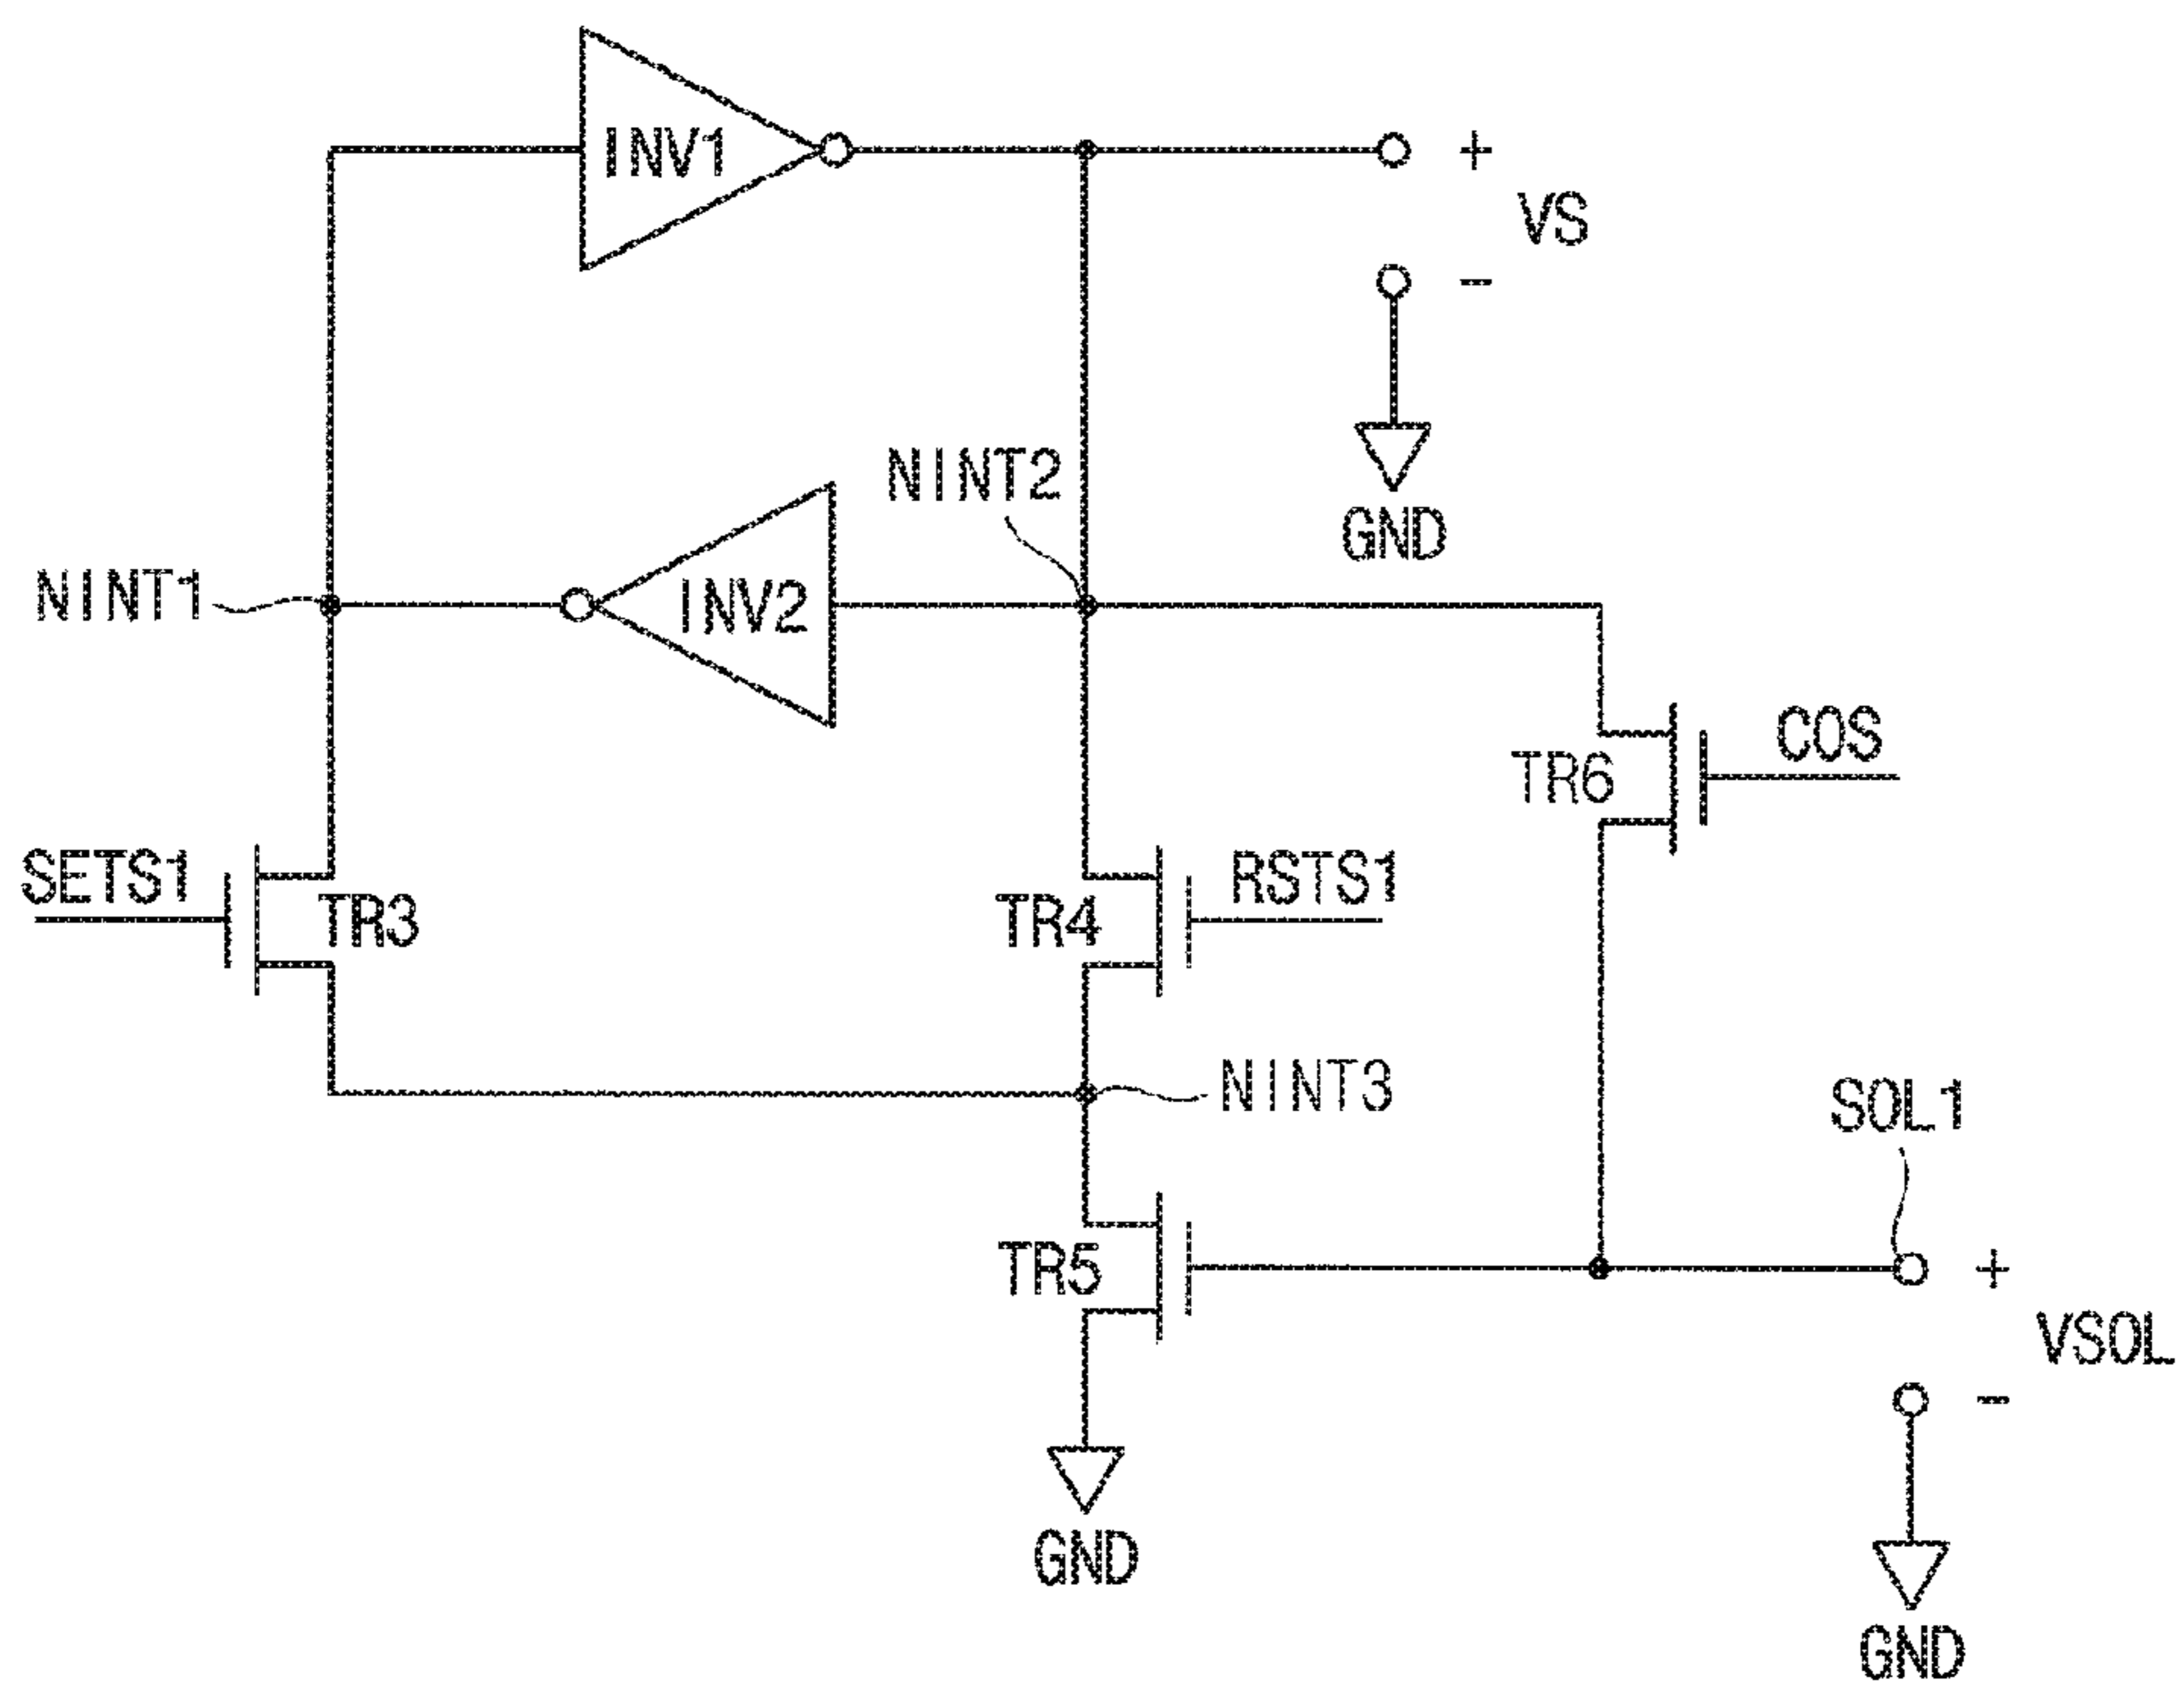 INV1
+
VS
-
NINT2
GND
NINT1
INV2
COS
TR6
SETS1
TR3
RSTS1
TR4
NINT3
SOL1
TR5
+
VSOL
-
GND
GND